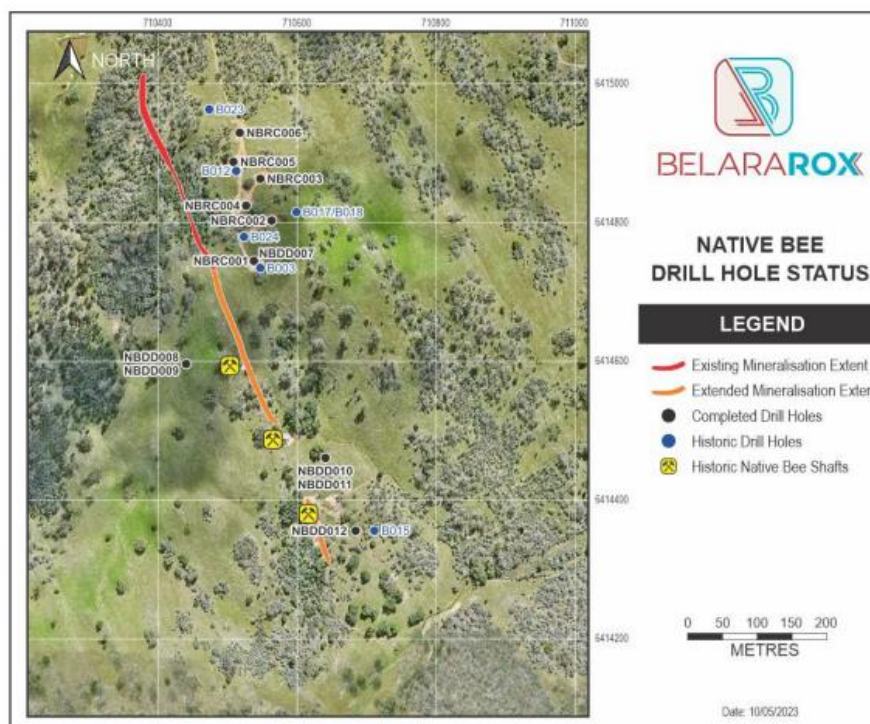 710400
710600
710800
711000
NORTH
6415000
6414800
6414600
6414400
6414200
B023
NBRC006
NBRC005
B012
NBRC003
NBRC004
B017/B018
NBRC002
B024
NBDD007
NBRC001
B003
NBDD008
NBDD009
NBDD010
NBDD011
NBDD012
B015
BELARAROX
NATIVE BEE
DRILL HOLE STATUS
LEGEND
Existing Mineralisation Extent
Extended Mineralisation Exter
Completed Drill Holes
Historic Drill Holes
Historic Native Bee Shafts
0 50 100 150 200
METRES
Date: 10/05/2023